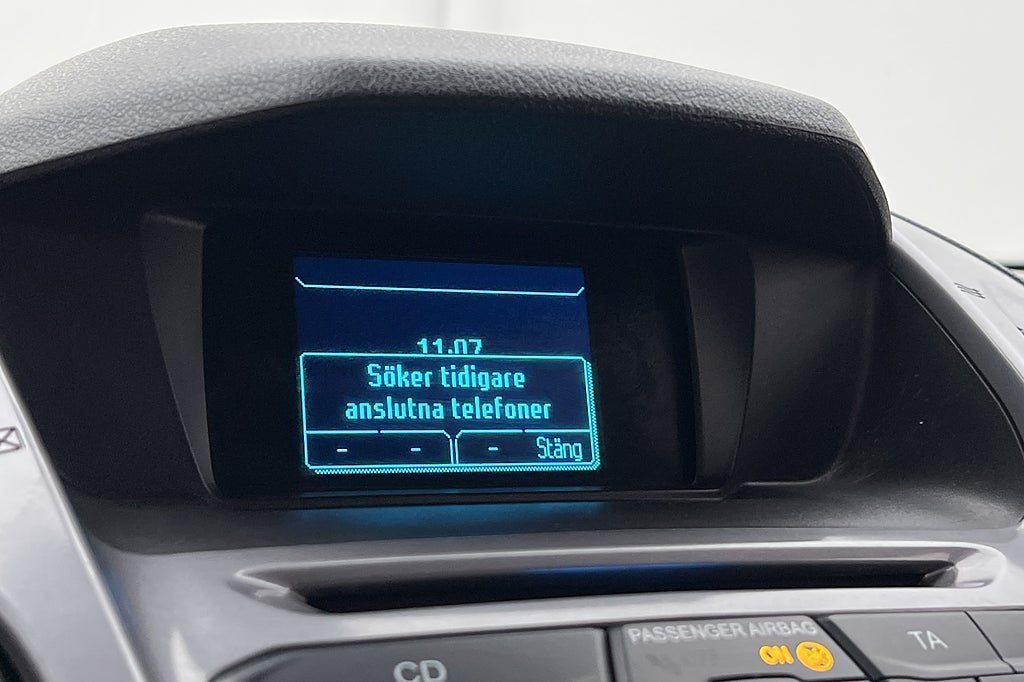 11.07
Söker tidigare
anslutna telefoner
- - - Stäng
PASSENGER AIRBAG
ON
CD
TA